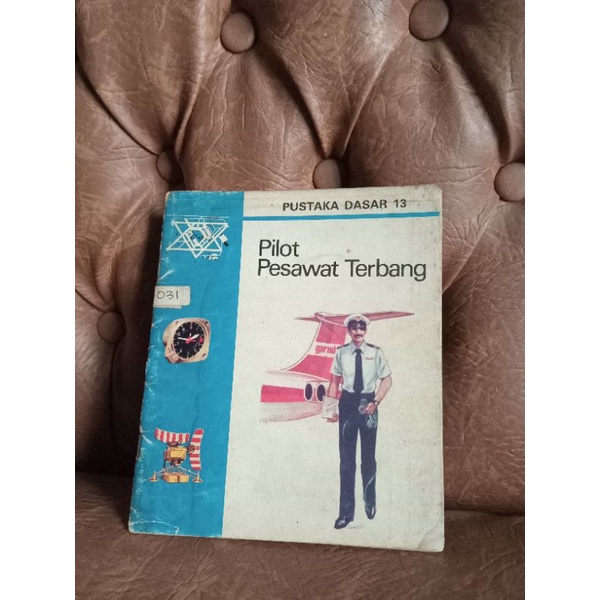 PUSTAKA DASAR 13
Pilot
Pesawat Terbang
031